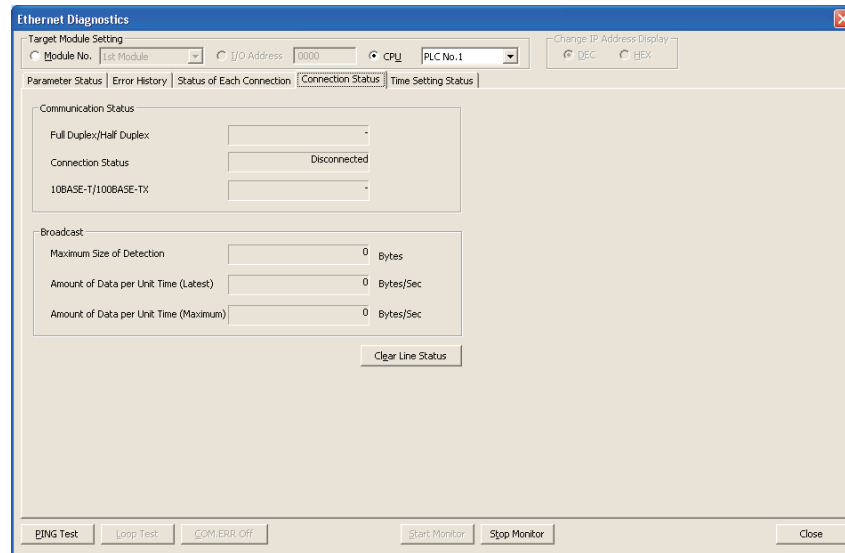 Ethernet Diagnostics
Target Module Setting
Change IP Address Display
Module No. 1st Module I/O Address 0000 CPU PLC No.1 DEC HEX
Parameter Status Error History Status of Each Connection Connection Status Time Setting Status
Communication Status
Full Duplex/Half Duplex -
Connection Status Disconnected
10BASE-T/100BASE-TX -
Broadcast
Maximum Size of Detection 0 Bytes
Amount of Data per Unit Time (Latest) 0 Bytes/Sec
Amount of Data per Unit Time (Maximum) 0 Bytes/Sec
Clear Line Status
PING Test Loop Test COM.ERR Off Start Monitor Stop Monitor Close